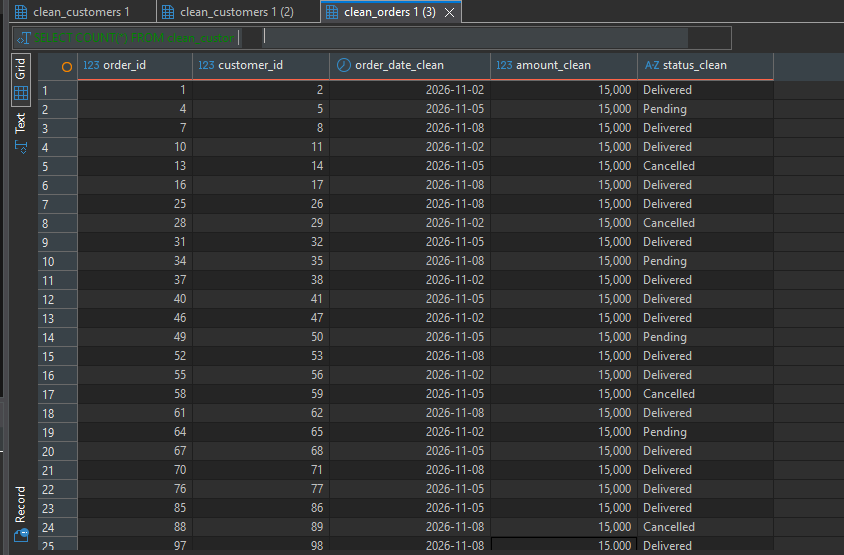 clean_customers 1 clean_customers 1 (2) clean_orders 1 (3)
SELECT COUNT(*) FROM clean_custor
Grid
Text
Record
123 order_id 123 customer_id order_date_clean 123 amount_clean A-Z status_clean
1 1 2 2026-11-02 15,000 Delivered
2 4 5 2026-11-05 15,000 Pending
3 7 8 2026-11-08 15,000 Delivered
4 10 11 2026-11-02 15,000 Delivered
5 13 14 2026-11-05 15,000 Cancelled
6 16 17 2026-11-08 15,000 Delivered
7 25 26 2026-11-08 15,000 Delivered
8 28 29 2026-11-02 15,000 Cancelled
9 31 32 2026-11-05 15,000 Delivered
10 34 35 2026-11-08 15,000 Pending
11 37 38 2026-11-02 15,000 Delivered
12 40 41 2026-11-05 15,000 Delivered
13 46 47 2026-11-02 15,000 Delivered
14 49 50 2026-11-05 15,000 Pending
15 52 53 2026-11-08 15,000 Delivered
16 55 56 2026-11-02 15,000 Delivered
17 58 59 2026-11-05 15,000 Cancelled
18 61 62 2026-11-08 15,000 Delivered
19 64 65 2026-11-02 15,000 Pending
20 67 68 2026-11-05 15,000 Delivered
21 70 71 2026-11-08 15,000 Delivered
22 76 77 2026-11-05 15,000 Delivered
23 85 86 2026-11-05 15,000 Delivered
24 88 89 2026-11-08 15,000 Cancelled
25 97 98 2026-11-08 15,000 Delivered